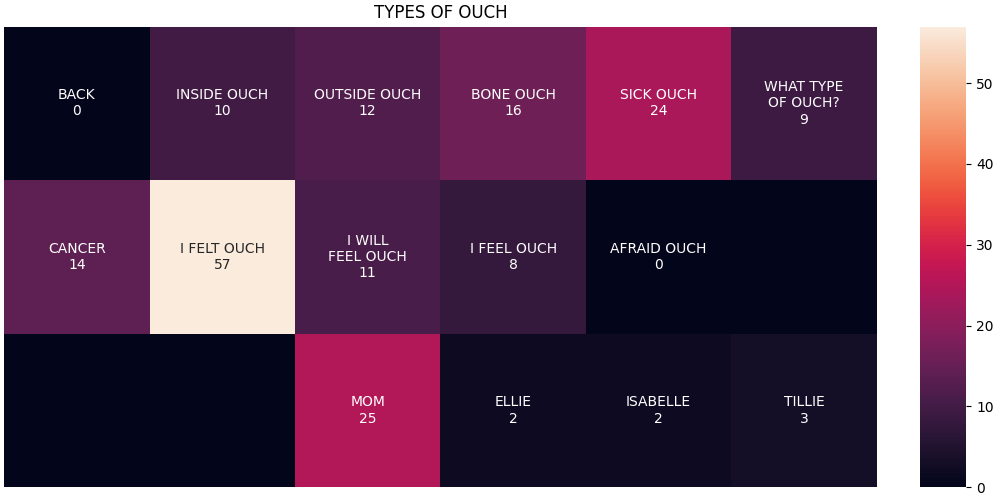 TYPES OF OUCH
BACK
0
INSIDE OUCH
10
OUTSIDE OUCH
12
BONE OUCH
16
SICK OUCH
24
WHAT TYPE
OF OUCH?
9
CANCER
14
I FELT OUCH
57
I WILL
FEEL OUCH
11
I FEEL OUCH
8
AFRAID OUCH
0
MOM
25
ELLIE
2
ISABELLE
2
TILLIE
3
50
40
30
20
10
0